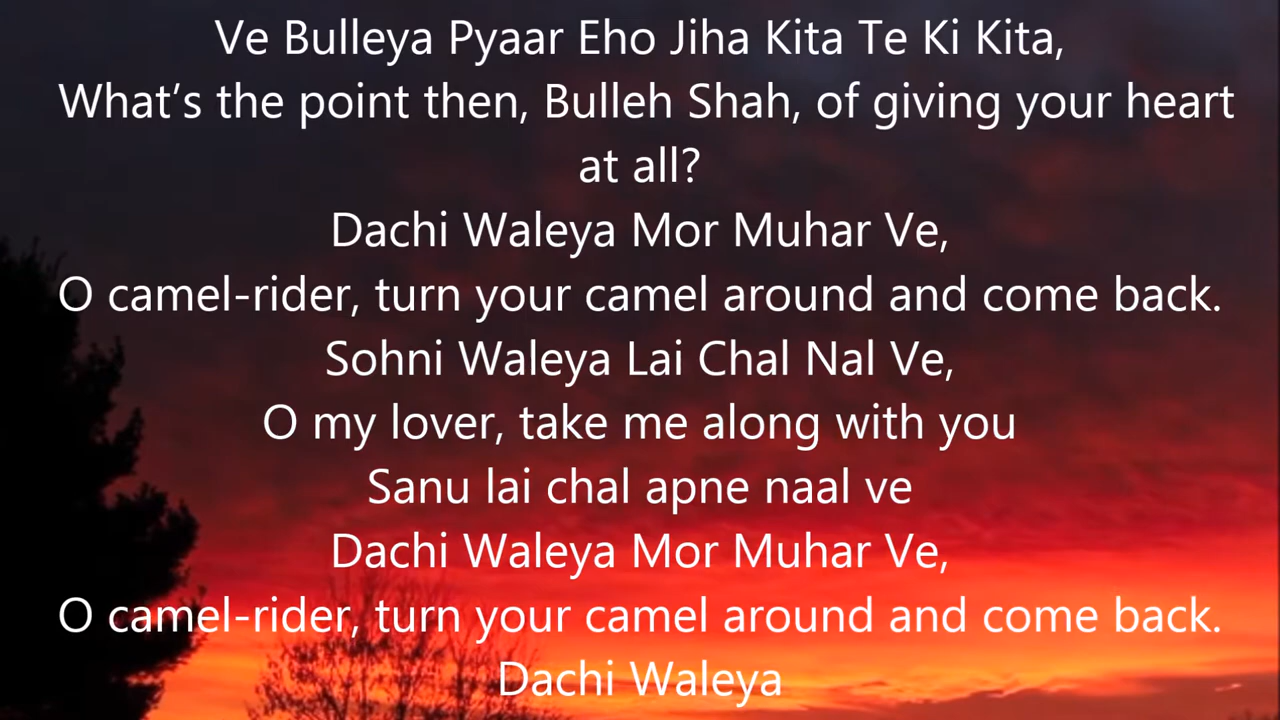 Ve Bulleya Pyaar Eho Jiha Kita Te Ki Kita,
What’s the point then, Bulleh Shah, of giving your heart
at all?
Dachi Waleya Mor Muhar Ve,
O camel-rider, turn your camel around and come back.
Sohni Waleya Lai Chal Nal Ve,
O my lover, take me along with you
Sanu lai chal apne naal ve
Dachi Waleya Mor Muhar Ve,
O camel-rider, turn your camel around and come back.
Dachi Waleya